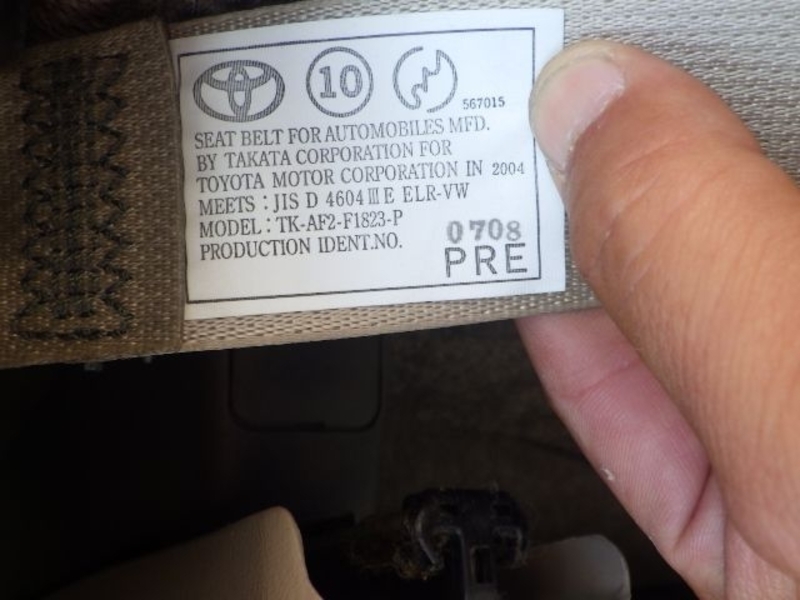 10
567015
SEAT BELT FOR AUTOMOBILES MFD.
BY TAKATA CORPORATION FOR
TOYOTA MOTOR CORPORATION IN 2004
MEETS : JIS D 4604 III E ELR-VW
MODEL : TK-AF2-F1823-P
PRODUCTION IDENT.NO.
0708
PRE